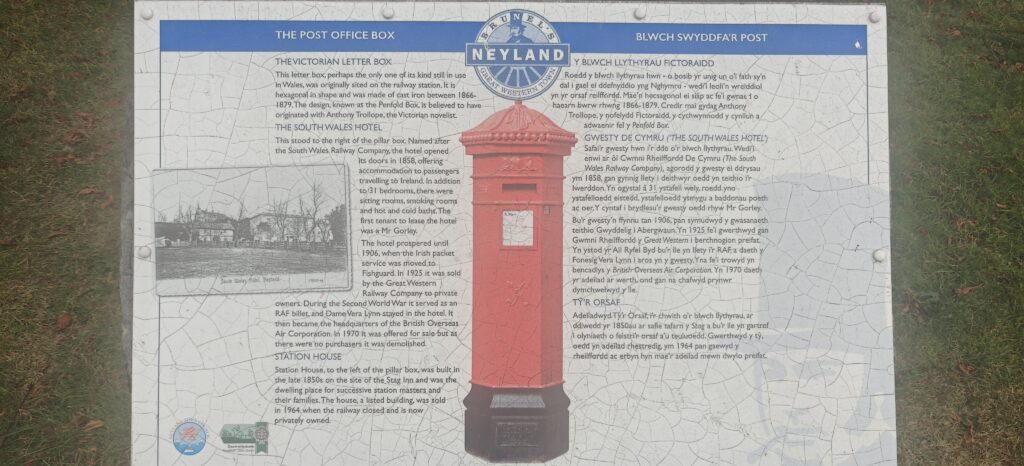 THE POST OFFICE BOX
BRUNEL'S
NEYLAND
GREAT WESTERN TOWN
BLWCH SWYDDFA'R POST
THE VICTORIAN LETTER BOX
This letter box, perhaps the only one of its kind still in use
in Wales, was originally sited on the railway station. It is
hexagonal in shape and was made of cast iron between 1866-
1879. The design, known as the Penfold Box, is believed to have
originated with Anthony Trollope, the Victorian novelist.
THE SOUTH WALES HOTEL
This stood to the right of the pillar box. Named after
the South Wales Railway Company, the hotel opened
its doors in 1858, offering
accommodation to passengers
travelling to Ireland. In addition
to 31 bedrooms, there were
sitting rooms, smoking rooms
and hot and cold baths. The
first tenant to lease the hotel
was a Mr Gorley.
The hotel prospered until
1906, when the Irish packet
service was moved to
Fishguard. In 1925 it was sold
by the Great Western
Railway Company to private
owners. During the Second World War it served as an
RAF billet, and Dame Vera Lynn stayed in the hotel. It
then became the headquarters of the British Overseas
Air Corporation. In 1970 it was offered for sale but as
there were no purchasers it was demolished.
South Wales Hotel, Neyland.
STATION HOUSE
Station House, to the left of the pillar box, was built in
the late 1850s on the site of the Stag Inn and was the
dwelling place for successive station masters and
their families. The house, a listed building, was sold
in 1964, when the railway closed and is now
privately owned.
Y BLWCH LLYTHYRAU FICTORAIDD
Roedd y blwch llythyrau hwn - o bosib yr unig un o'i fath sy'n
dal i gael ei ddefnyddio yng Nghymru - wedi'i leoli'n wreiddiol
yn yr orsaf reilffordd. Mae'n hecsagonol ei siâp ac fe'i gwnas t o
haearn bwrw rhwng 1866-1879. Credir mai gydag Anthony
Trollope, y nofelydd Fictoraidd, y cychwynnodd y cynllun a
adwaenir fel y Penfold Box.
GWESTY DE CYMRU ('THE SOUTH WALES HOTEL')
Safai'r gwesty hwn i'r dde o'r blwch llythyrau. Wedi'i
enwi ar ôl Cwmni Rheilffordd De Cymru (The South
Wales Railway Company), agorodd y gwesty ei ddrysau
ym 1858, gan gynnig llety i deithwyr oedd yn teithio i'r
Iwerddon. Yn ogystal â 31 ystafell wely, roedd yno
ystafelloedd eistedd, ystafelloedd ysmygu a baddonau poeth
ac oer. Y cyntaf i brydlesu'r gwesty oedd rhyw Mr Gorley.
Bu'r gwesty'n ffynnu tan 1906, pan symudwyd y gwasanaeth
teithio Gwyddelig i Abergwaun. Yn 1925 fe'i gwerthwyd gan
Gwmni Rheilffordd y Great Western i berchnogion preifat.
Yn ystod yr Ail Ryfel Byd bu'r lle yn llety i'r RAF a daeth y
Fonesig Vera Lynn i aros yn y gwesty. Yna fe'i trowyd yn
bencadlys y British Overseas Air Corporation. Yn 1970 daeth
yr adeilad ar werth, ond gan na chafwyd prynwr
dymchwelwyd y lle.
TŶ'R ORSAF
Adeiladwyd Tŷ'r Orsaf, i'r chwith o'r blwch llythyrau, ar
ddiwedd yr 1850au ar safle tafarn y Stag a bu'r lle yn gartref
i olyniaeth o feistri'r orsaf a'u teuluoedd. Gwerthwyd y tŷ,
oedd yn adeilad rhestredig, ym 1964 pan gaewyd y
rheilffordd ac erbyn hyn mae'r adeilad mewn dwylo preifat.